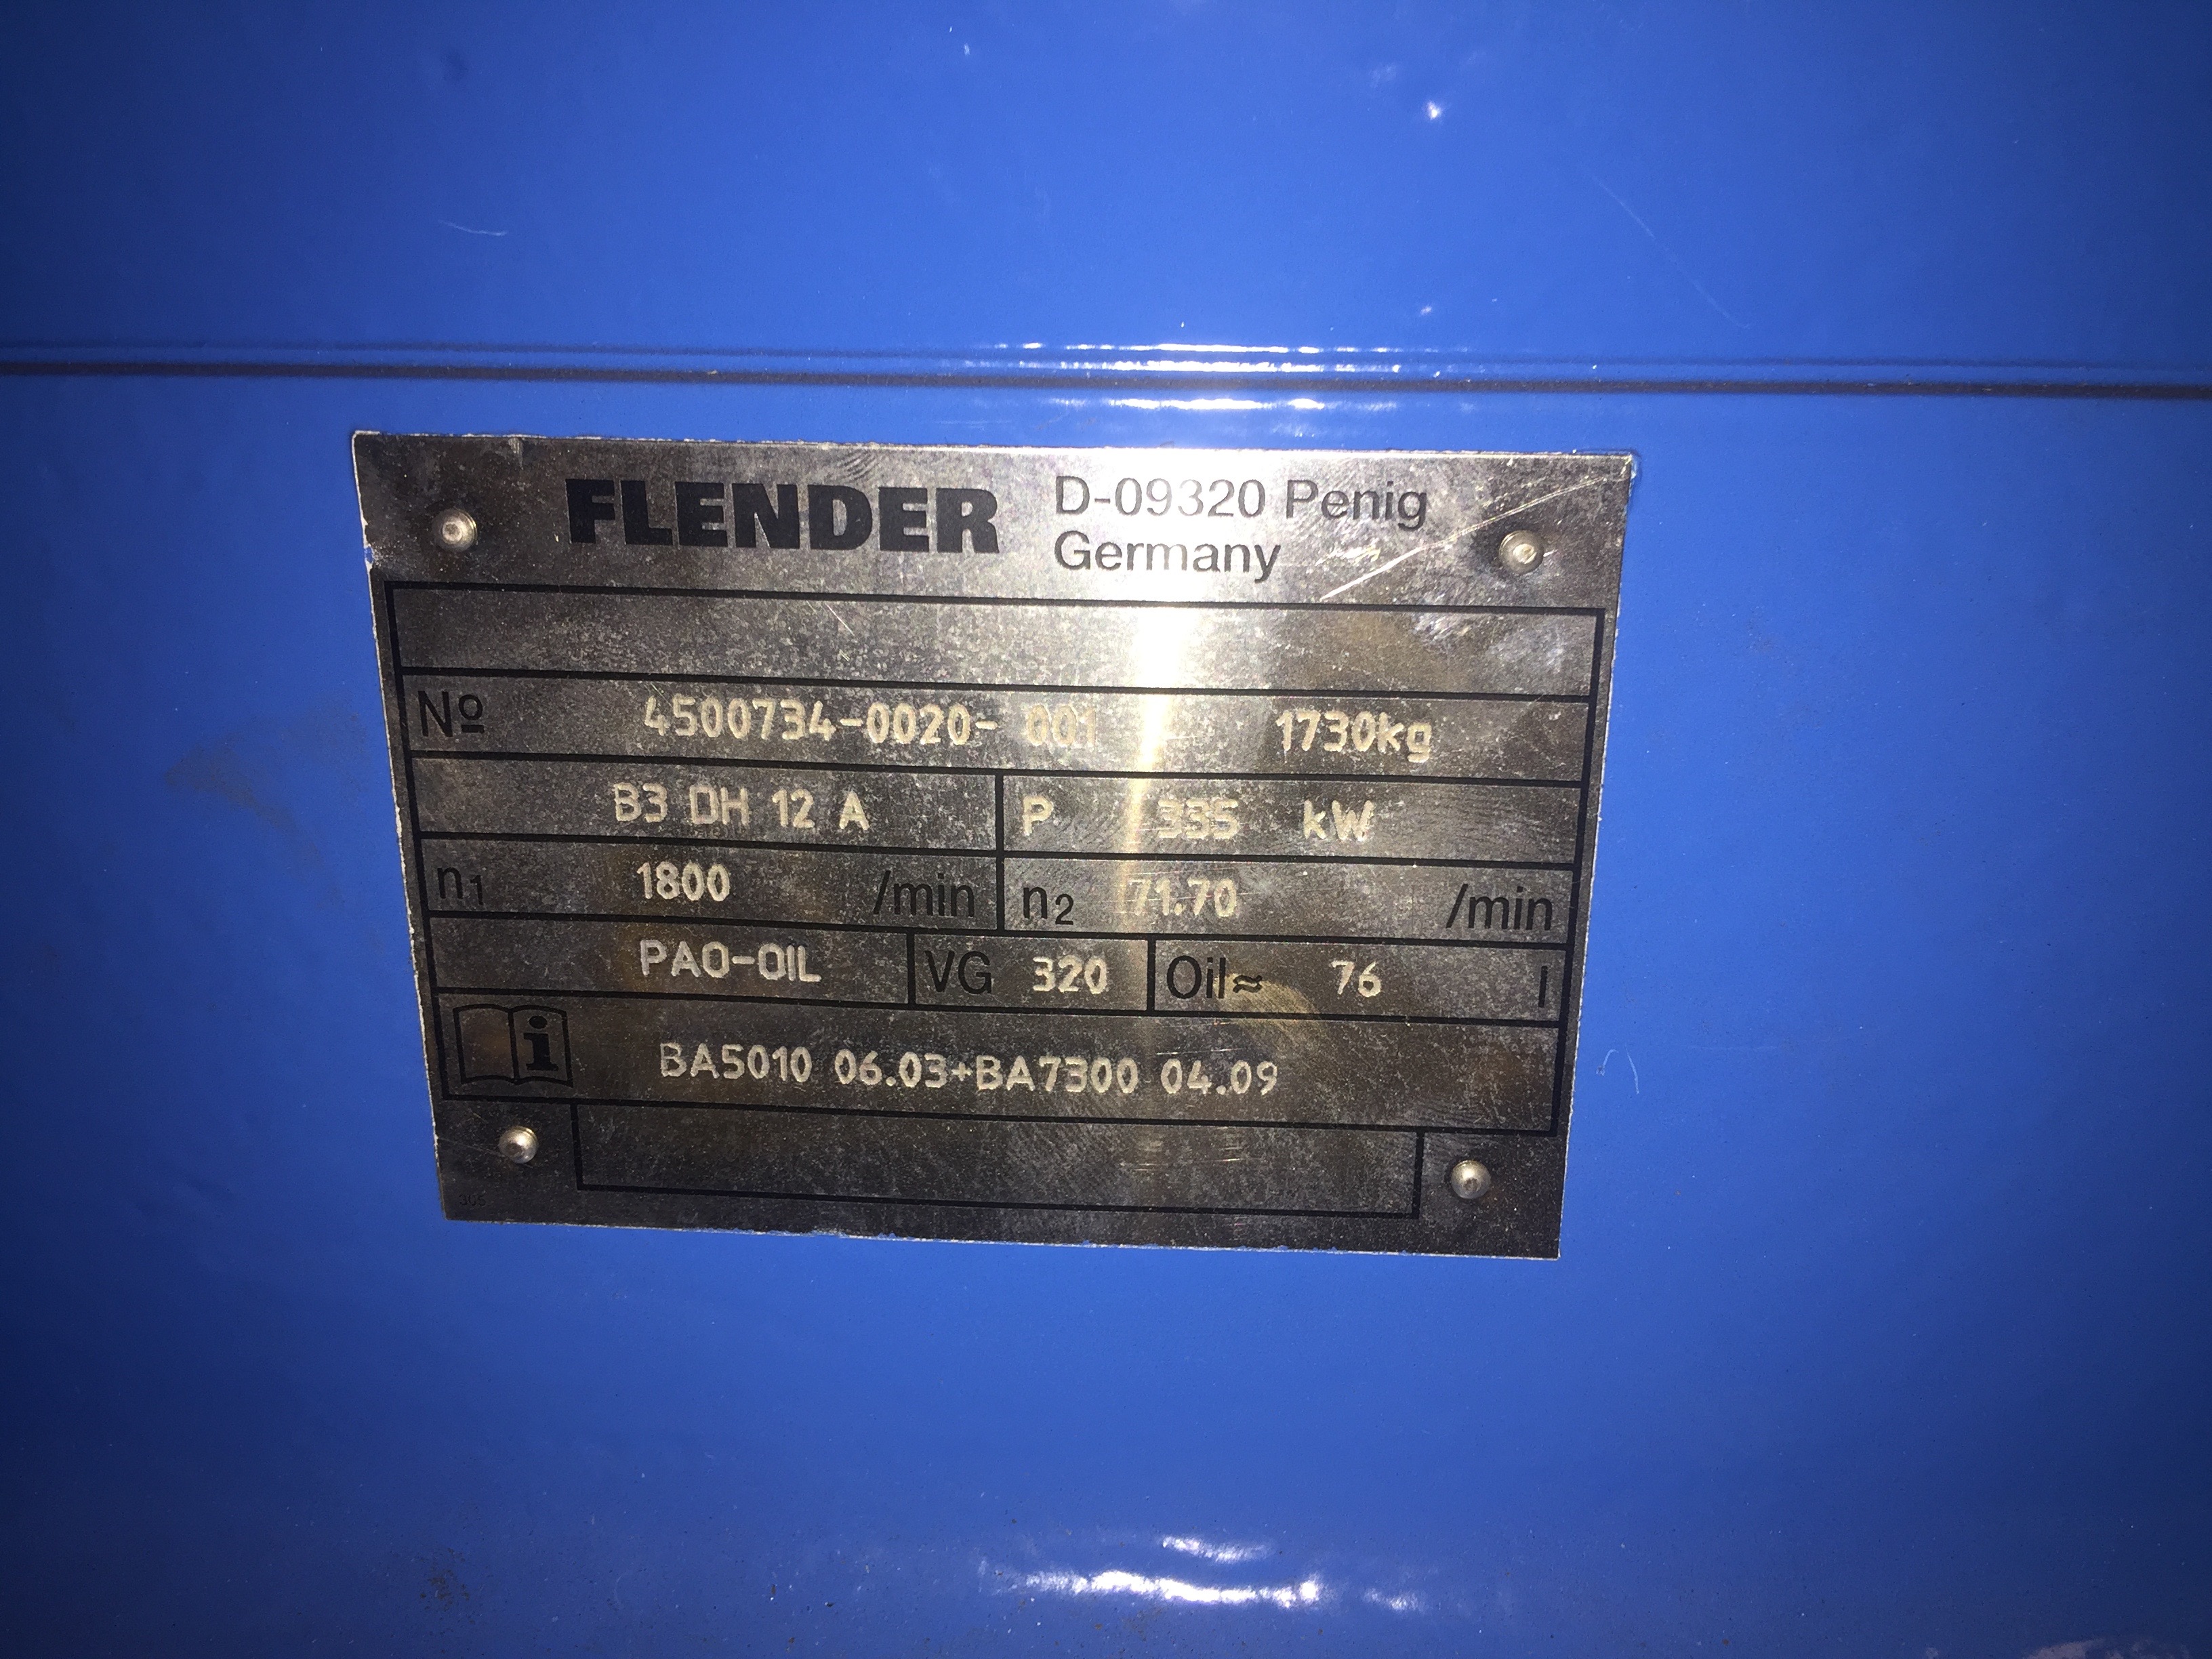 FLENDER D-09320 Penig
Germany
Nº 4500734-0020- 001 1730kg
B3 DH 12 A P 335 kW
n1 1800 /min n2 71.70 /min
PAO-OIL VG 320 Oil≈ 76 l
i BA5010 06.03+BA7300 04.09